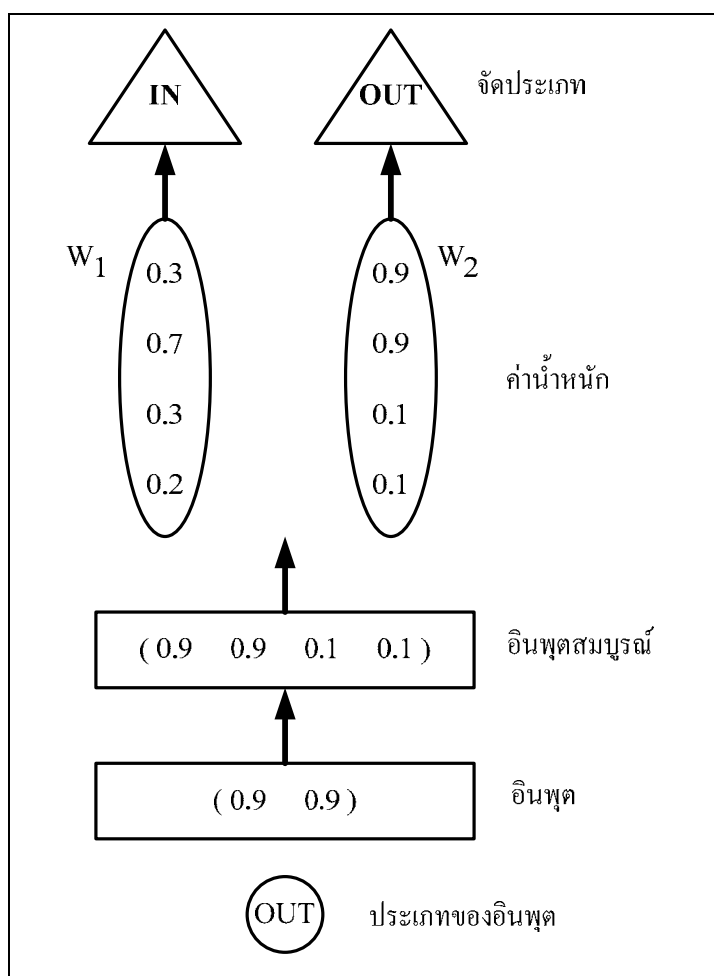 IN OUT จัดประเภท
W1 W2
0.3 0.9
0.7 0.9
ค่าน้ำหนัก
0.3 0.1
0.2 0.1
( 0.9 0.9 0.1 0.1 ) อินพุตสมบูรณ์
( 0.9 0.9 ) อินพุต
OUT ประเภทของอินพุต